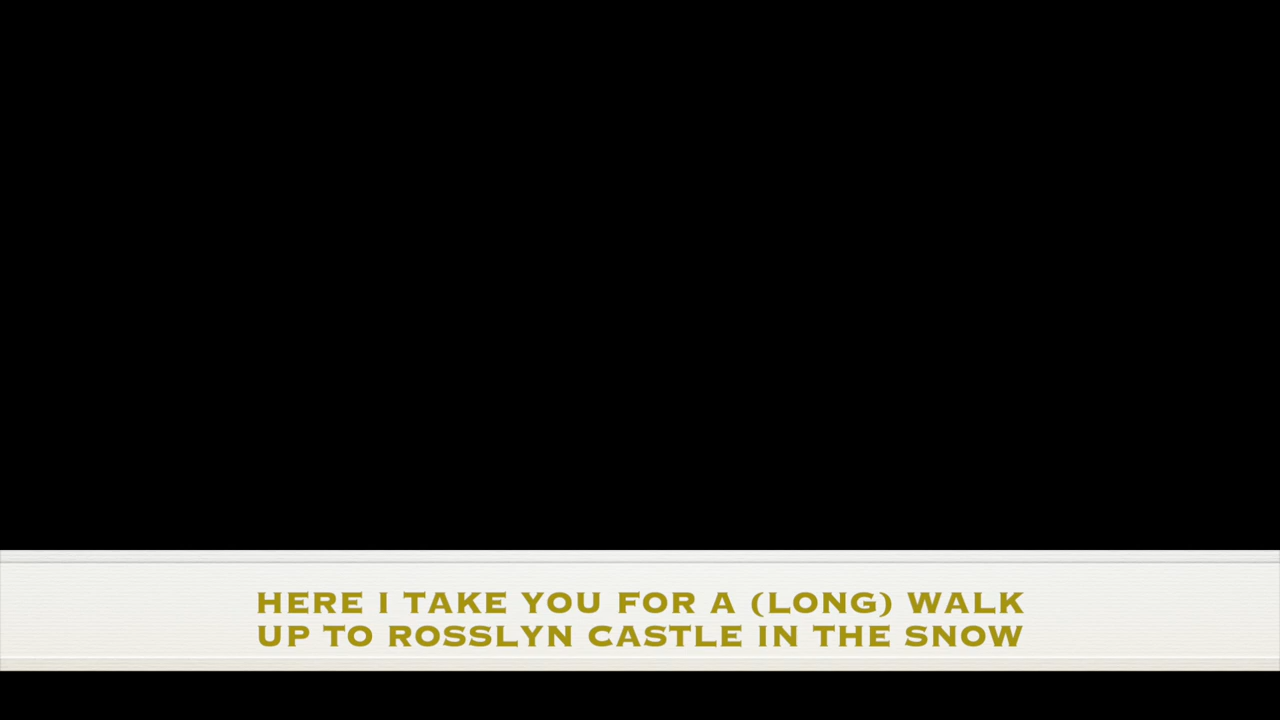 HERE I TAKE YOU FOR A (LONG) WALK
UP TO ROSSLYN CASTLE IN THE SNOW